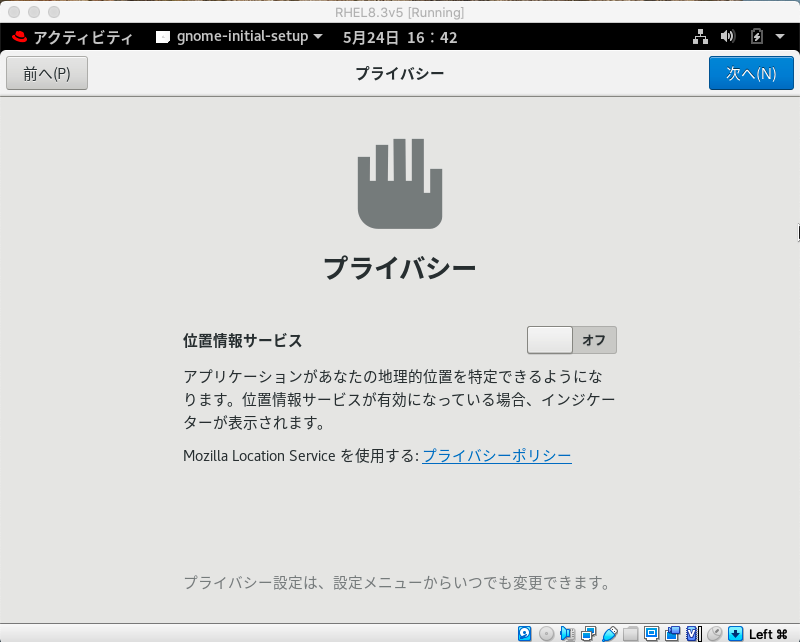 RHEL8.3v5 [Running]
アクティビティ gnome-initial-setup 5月24日 16：42
前へ(P) プライバシー 次へ(N)
プライバシー
位置情報サービス オフ
アプリケーションがあなたの地理的位置を特定できるようにな
ります。位置情報サービスが有効になっている場合、インジケー
ターが表示されます。
Mozilla Location Service を使用する: プライバシーポリシー
プライバシー設定は、設定メニューからいつでも変更できます。
Left ⌘